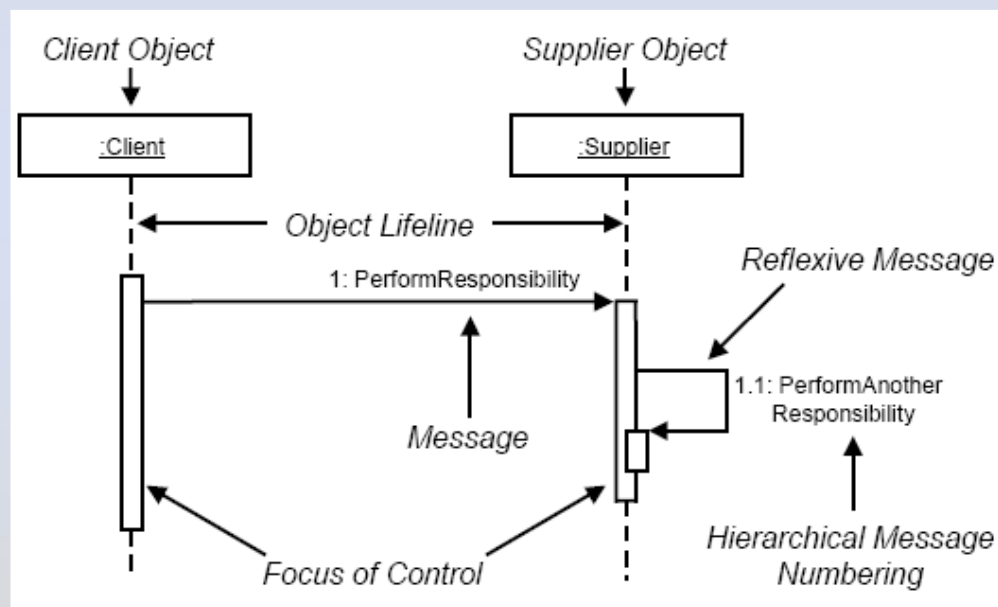 Client Object
Supplier Object
:Client
:Supplier
Object Lifeline
Reflexive Message
1: PerformResponsibility
1.1: PerformAnother
Responsibility
Message
Hierarchical Message
Numbering
Focus of Control